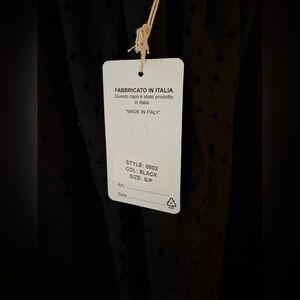 FABBRICATO IN ITALIA
Questo capo è stato prodotto
in Italia.
"MADE IN ITALY"
STYLE: 8802
COL: BLACK
SIZE: S/P
Art.
Size